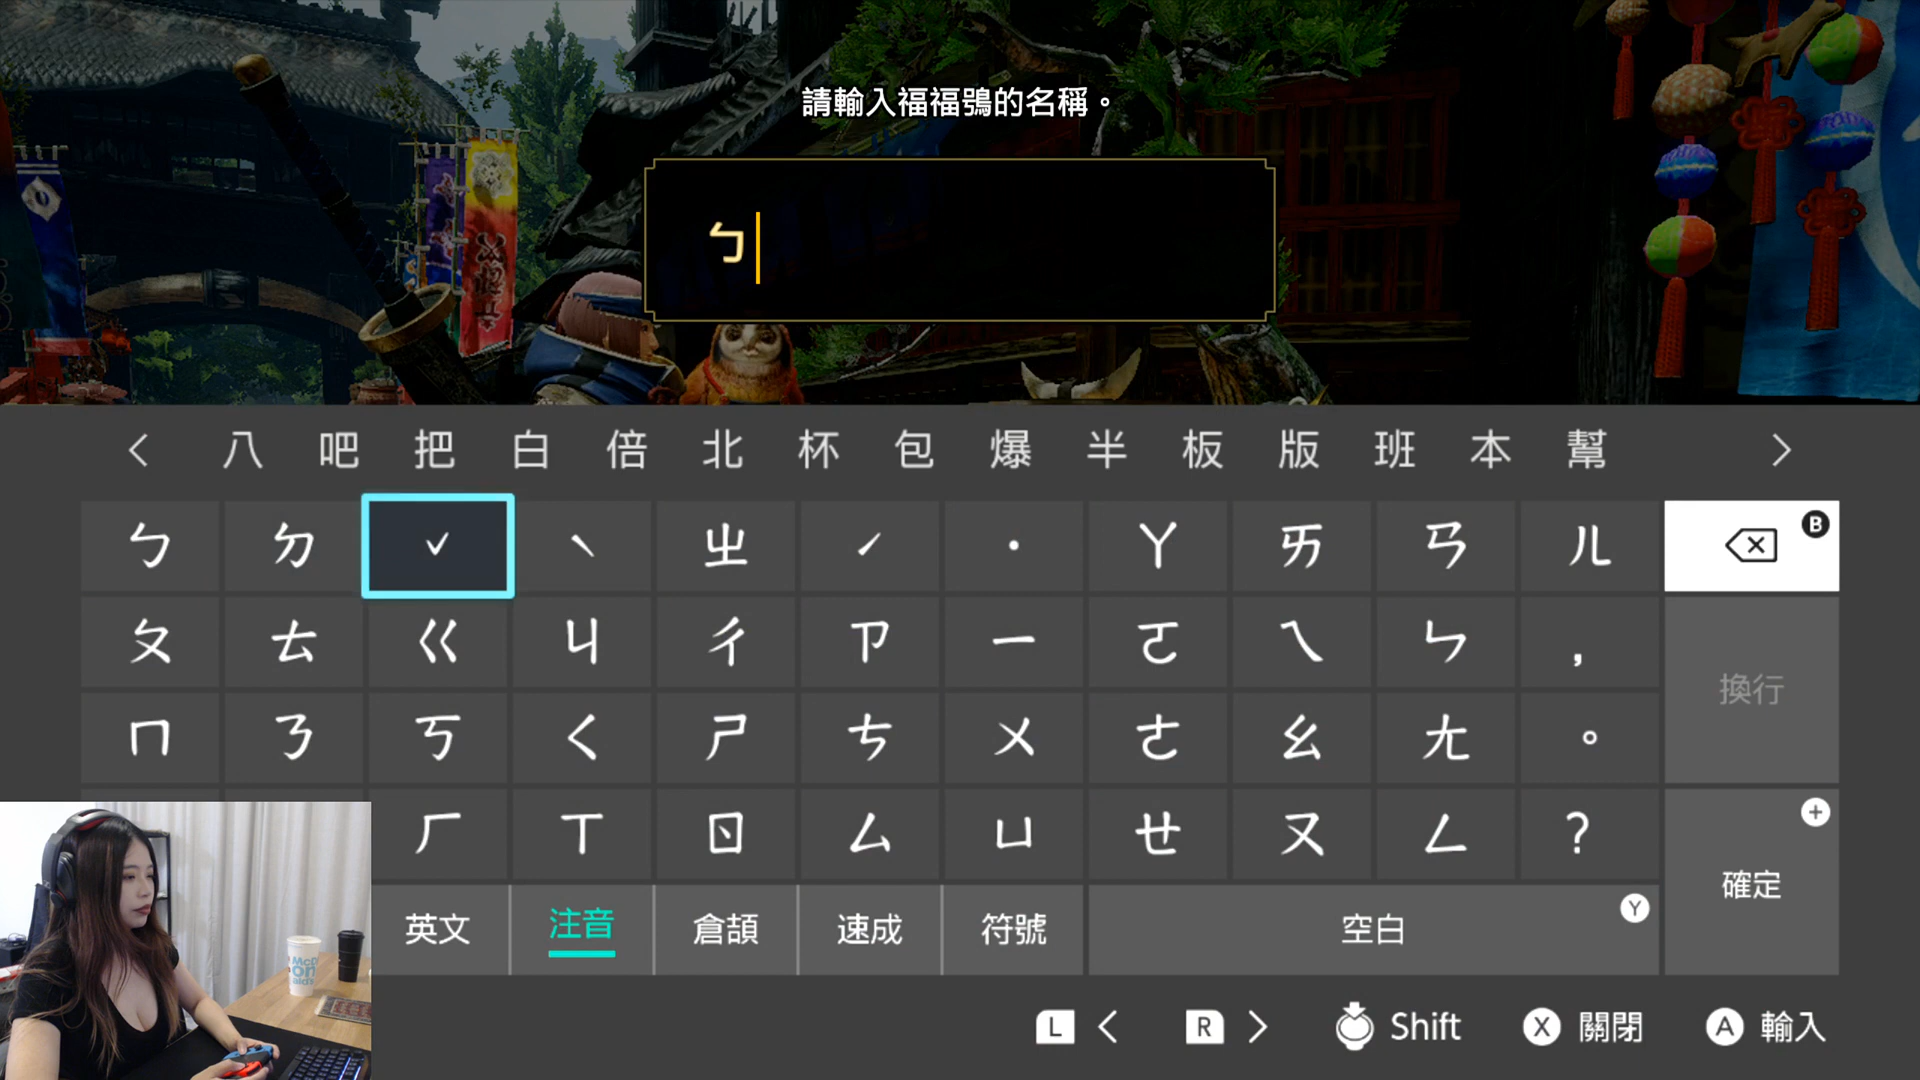 請輸入福福鴞的名稱。
ㄅ
八 吧 把 白 倍 北 杯 包 爆 半 板 版 班 本 幫
ㄅ ㄉ ˇ ˋ ㄓ ˊ ˙ ㄚ ㄞ ㄢ ㄦ B
ㄆ ㄊ ㄍ ㄐ ㄔ ㄗ ㄧ ㄛ ㄟ ㄣ , 換行
ㄇ ㄋ ㄎ ㄑ ㄕ ㄘ ㄨ ㄜ ㄠ ㄤ 。
ㄏ ㄒ ㄖ ㄙ ㄩ ㄝ ㄡ ㄥ ? + 確定
英文 注音 倉頡 速成 符號 空白 Y
L < R > Shift X 關閉 A 輸入